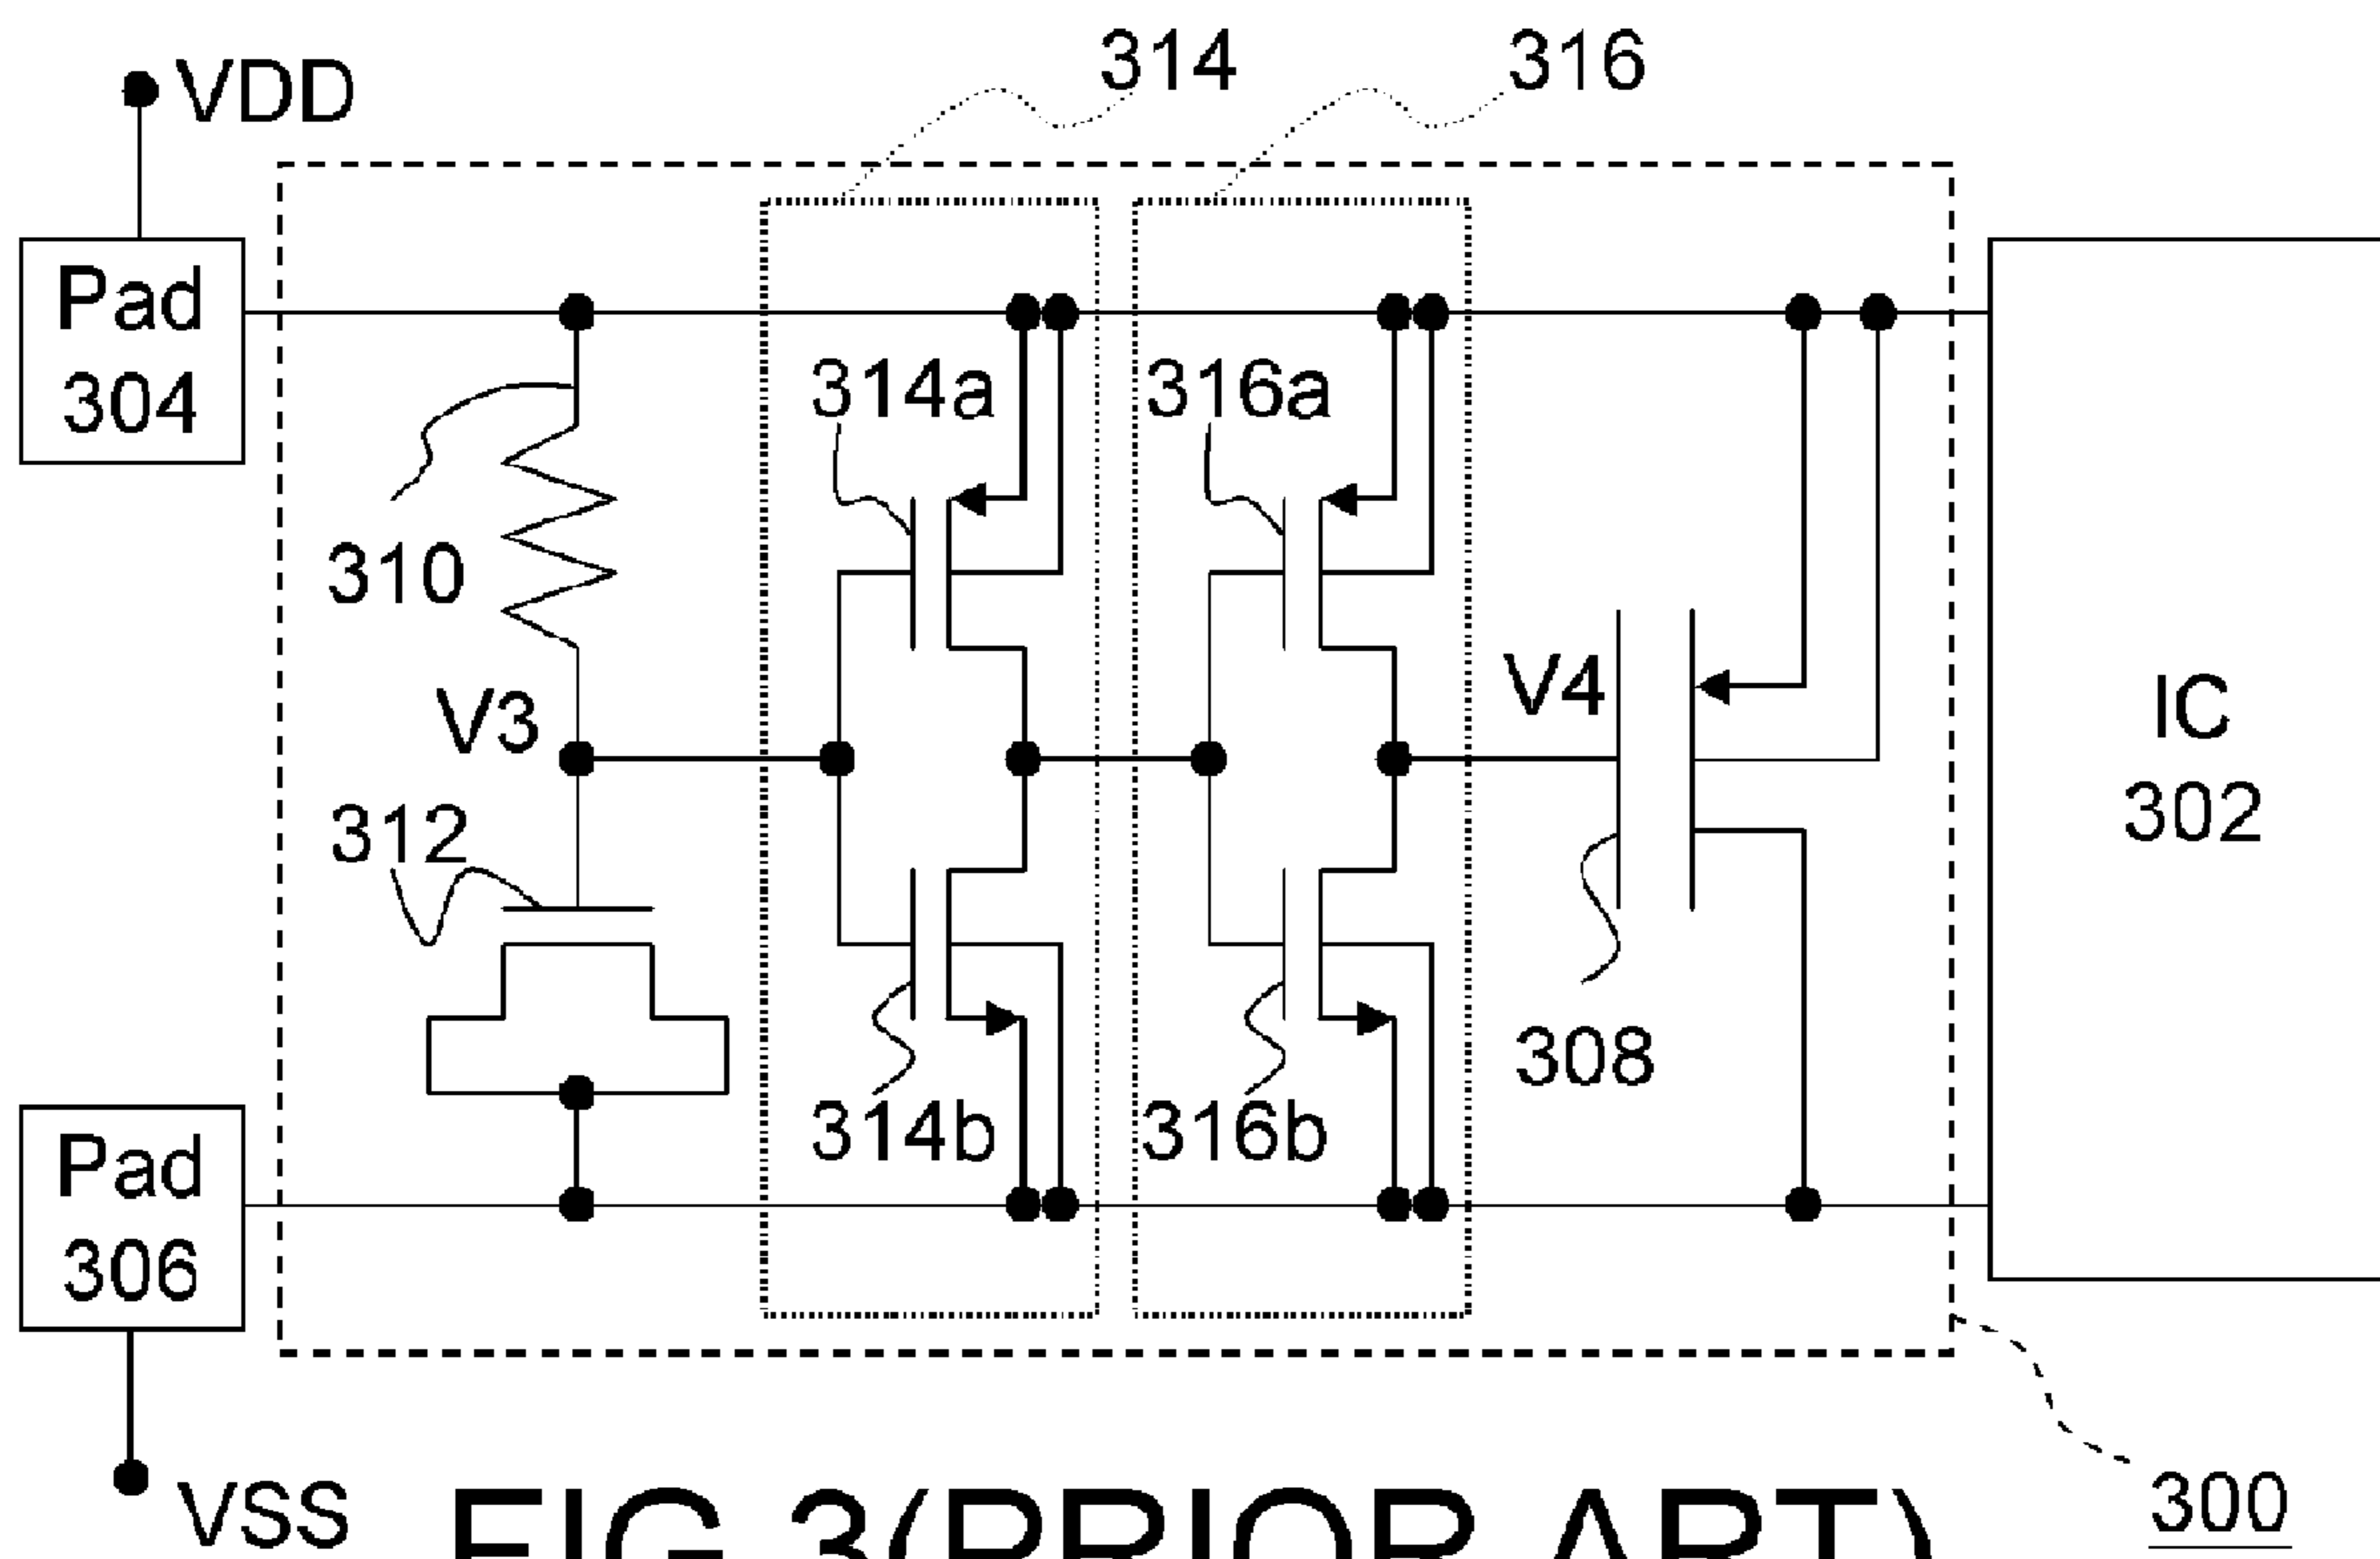 314
316
VDD
Pad
304
314a
316a
310
V3
V4
IC
302
312
308
314b
316b
Pad
306
VSS
FIG.3(PRIOR ART)
300